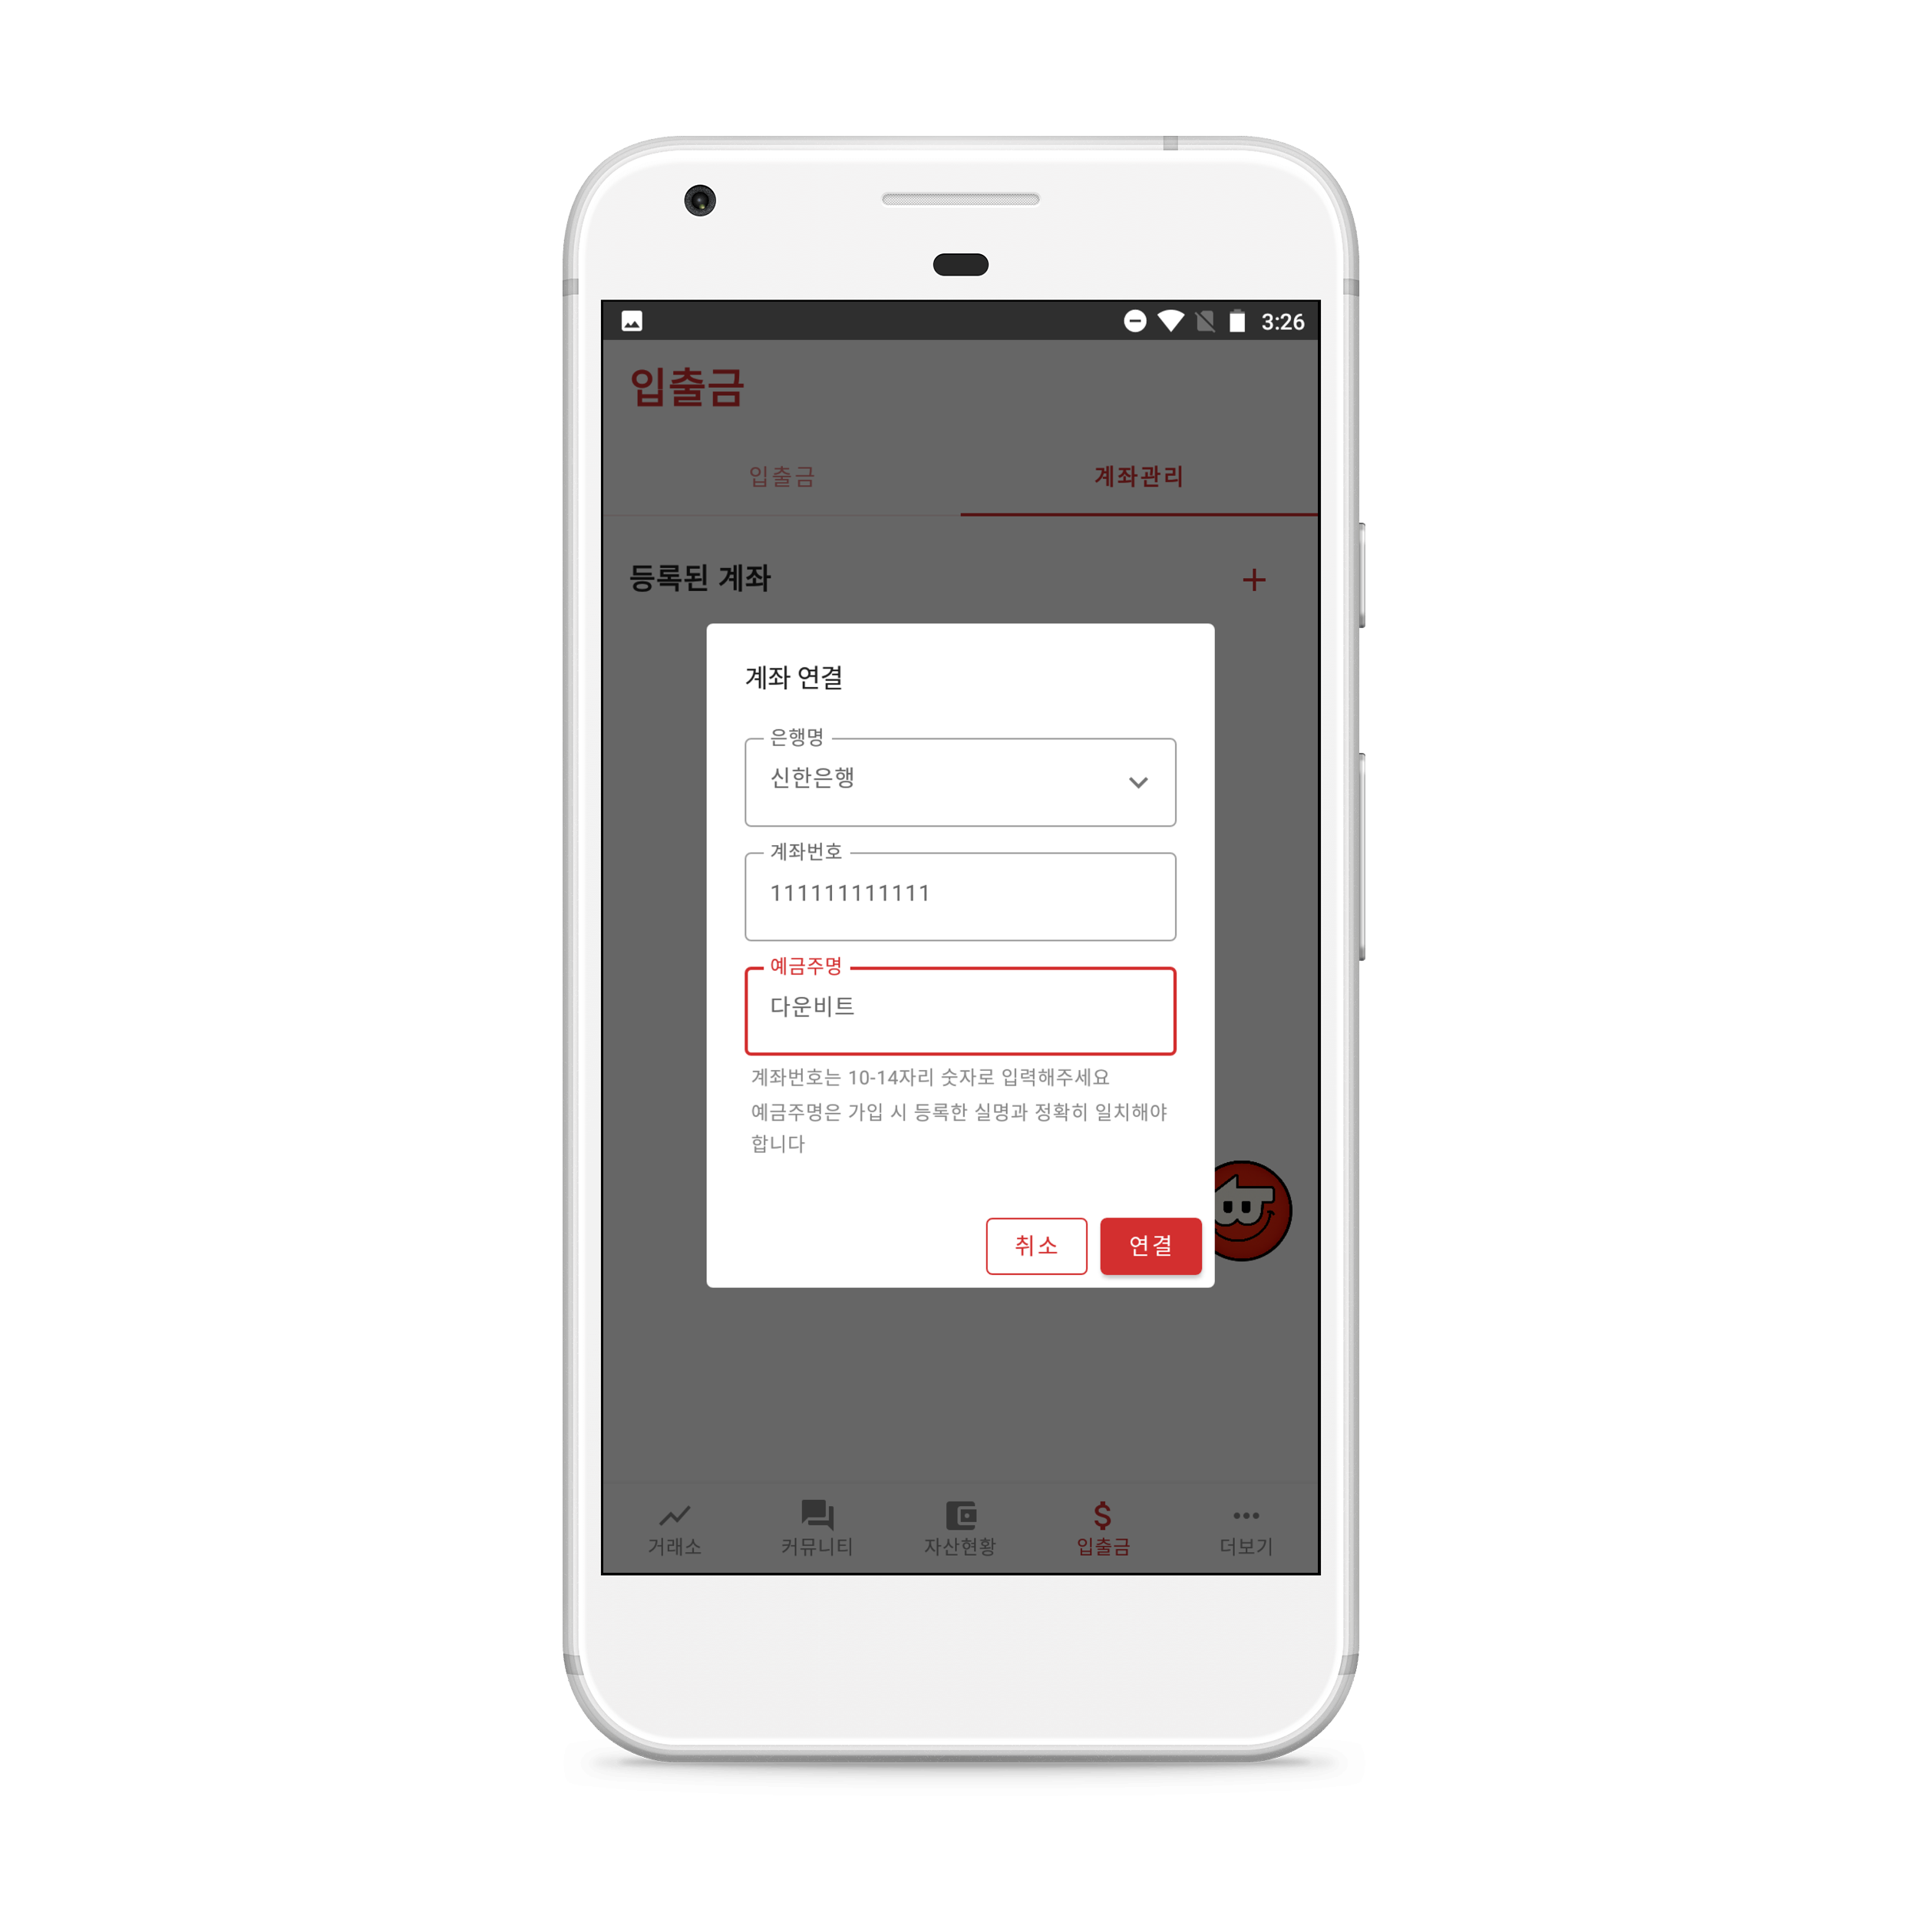 3:26
입출금
입출금
계좌관리
등록된 계좌
계좌 연결
은행명
신한은행
계좌번호
111111111111
예금주명
다운비트
계좌번호는 10-14자리 숫자로 입력해주세요
예금주명은 가입 시 등록한 실명과 정확히 일치해야
합니다
취소
연결
거래소
커뮤니티
자산현황
입출금
더보기